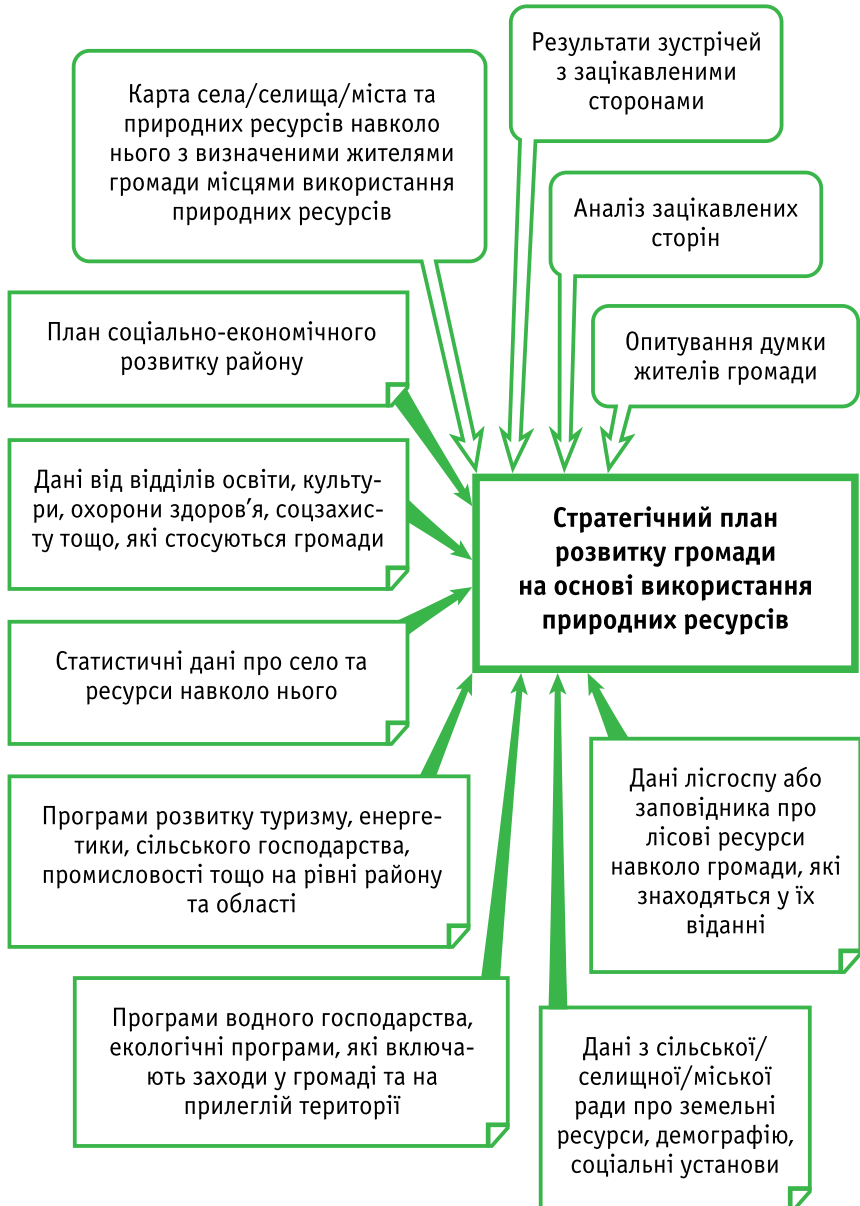 Результати зустрічей
з зацікавленими
сторонами
Карта села/селища/міста та
природних ресурсів навколо
нього з визначеними жителями
громади місцями використання
природних ресурсів
Аналіз зацікавлених
сторін
План соціально-економічного
розвитку району
Опитування думки
жителів громади
Дані від відділів освіти, культу-
ри, охорони здоров’я, соцзахис-
ту тощо, які стосуються громади
Стратегічний план
розвитку громади
на основі використання
природних ресурсів
Статистичні дані про село та
ресурси навколо нього
Програми розвитку туризму, енерге-
тики, сільського господарства,
промисловості тощо на рівні району
та області
Дані лісгоспу або
заповідника про
лісові ресурси
навколо громади, які
знаходяться у їх
віданні
Програми водного господарства,
екологічні програми, які включа-
ють заходи у громаді та на
прилеглій території
Дані з сільської/
селищної/міської
ради про земельні
ресурси, демографію,
соціальні установи